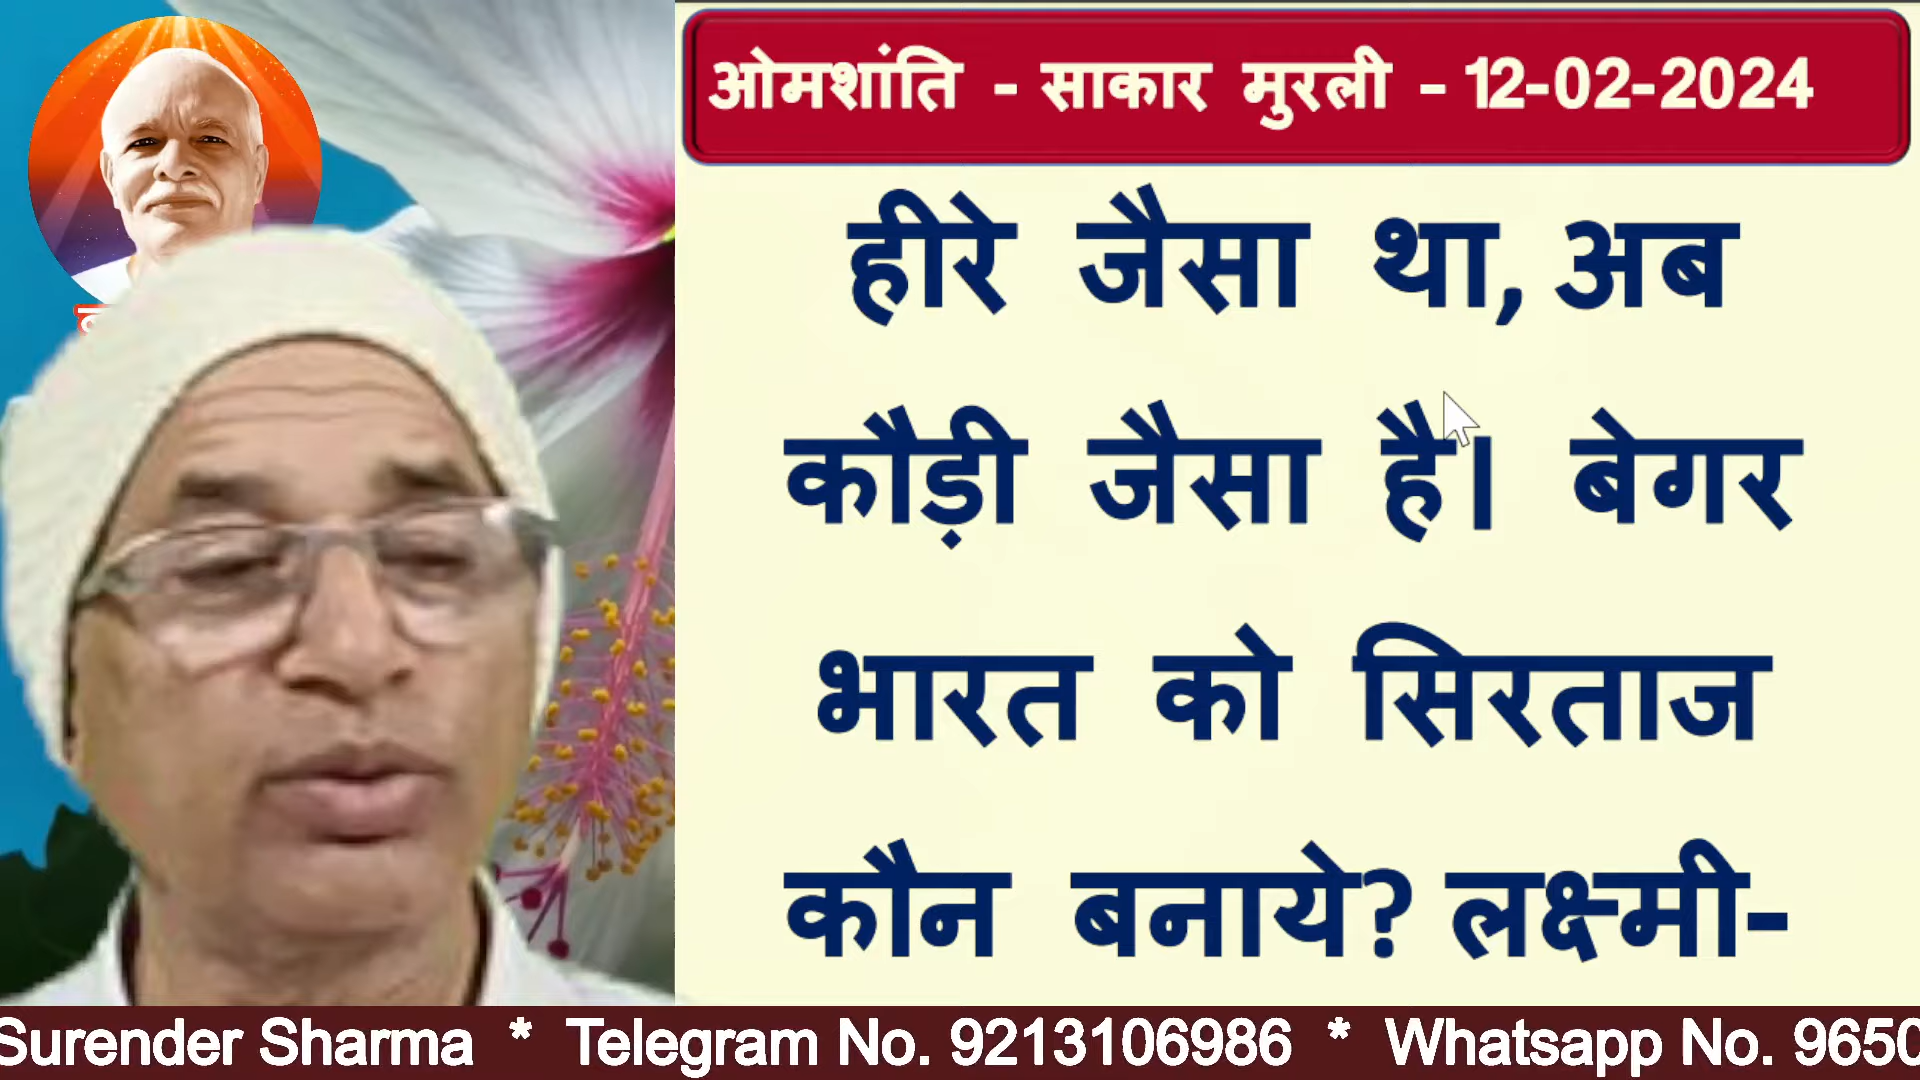 ओमशांति - साकार मुरली - 12-02-2024
हीरे जैसा था, अब
कौड़ी जैसा है। बेगर
भारत को सिरताज
कौन बनाये? लक्ष्मी-
Surender Sharma * Telegram No. 9213106986 * Whatsapp No. 9650